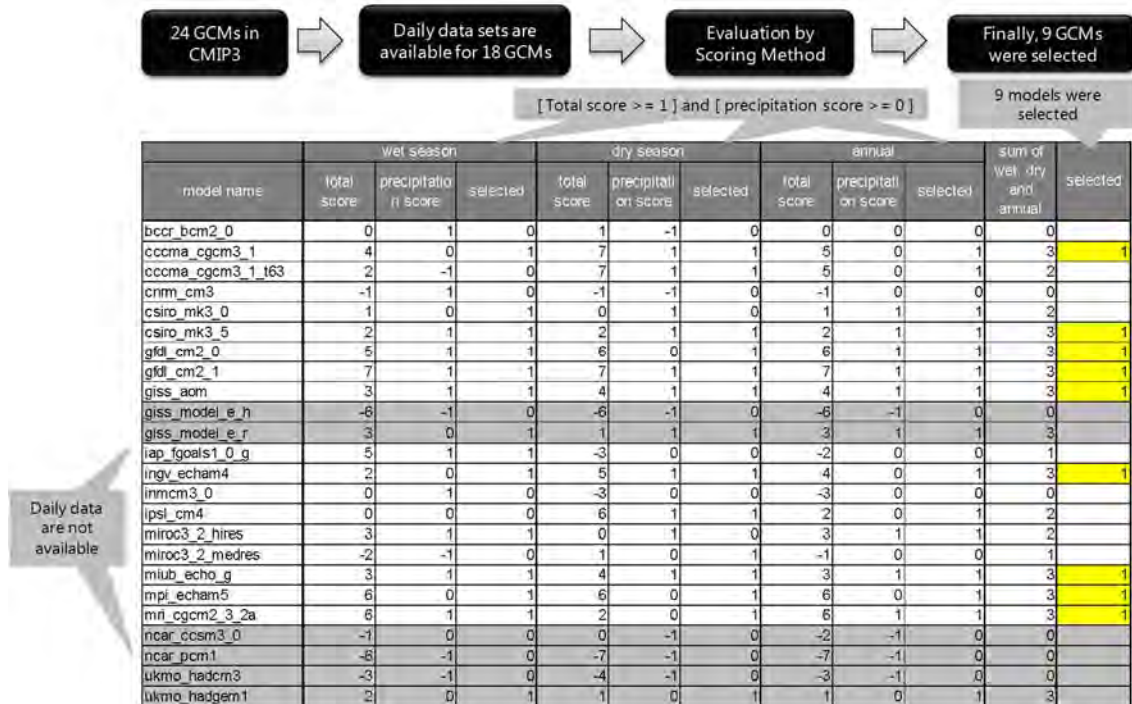 24 GCMs in
CMIP3
Daily data sets are
available for 18 GCMs
Evaluation by
Scoring Method
Finally, 9 GCMs
were selected
[ Total score >= 1 ] and [ precipitation score >= 0 ]
9 models were
selected
wet season dry season annual sum of wet dry and annual selected
model name total score precipitatio n score selected total score precipitati on score selected total score precipitati on score selected
bccr_bcm2_0 0 1 0 1 -1 0 0 0 0 0
cccma_cgcm3_1 4 0 1 7 1 1 5 0 1 3 1
cccma_cgcm3_1_t63 2 -1 0 7 1 1 5 0 1 2
cnrm_cm3 -1 1 0 -1 -1 0 -1 0 0 0
csiro_mk3_0 1 0 1 0 1 0 1 1 1 2
csiro_mk3_5 2 1 1 2 1 1 2 1 1 3 1
gfdl_cm2_0 5 1 1 6 0 1 6 1 1 3 1
gfdl_cm2_1 7 1 1 7 1 1 7 1 1 3 1
giss_aom 3 1 1 4 1 1 4 1 1 3 1
giss_model_e_h -6 -1 0 -6 -1 0 -6 -1 0 0
giss_model_e_r 3 0 1 1 1 1 3 1 1 3
iap_fgoals1_0_g 5 1 1 -3 0 0 -2 0 0 1
ingv_echam4 2 0 1 5 1 1 4 0 1 3 1
inmcm3_0 0 1 0 -3 0 0 -3 0 0 0
ipsl_cm4 0 0 0 6 1 1 2 0 1 2
miroc3_2_hires 3 1 1 0 1 0 3 1 1 2
miroc3_2_medres -2 -1 0 1 0 1 -1 0 0 1
miub_echo_g 3 1 1 4 1 1 3 1 1 3 1
mpi_echam5 6 0 1 6 0 1 6 0 1 3 1
mri_cgcm2_3_2a 6 1 1 2 0 1 6 1 1 3 1
ncar_ccsm3_0 -1 0 0 0 -1 0 -2 -1 0 0
ncar_pcm1 -6 -1 0 -7 -1 0 -7 -1 0 0
ukmo_hadcm3 -3 -1 0 -4 -1 0 -3 -1 0 0
ukmo_hadgem1 2 0 1 1 0 1 1 0 1 3
Daily data
are not
available